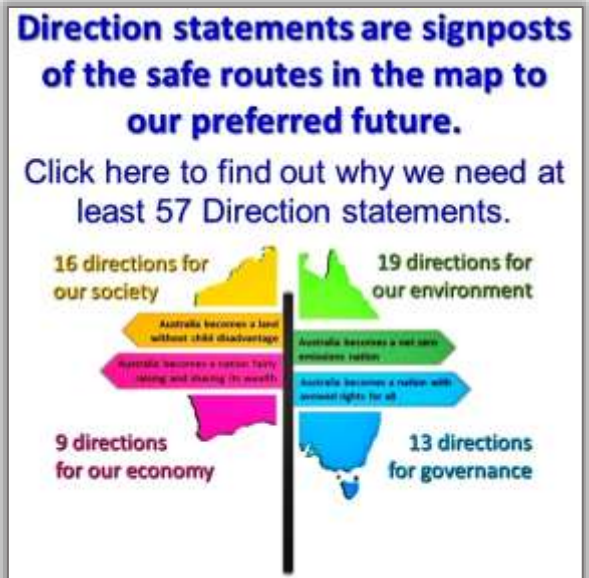 Direction statements are signposts
of the safe routes in the map to
our preferred future.
Click here to find out why we need at
least 57 Direction statements.
16 directions for
our society
19 directions for
our environment
Australia becomes a land
without child disadvantage
Australia becomes a net zero
emissions nation
Australia becomes a nation fairly
raising and sharing its wealth
Australia becomes a nation with
rights for all
9 directions
for our economy
13 directions
for governance